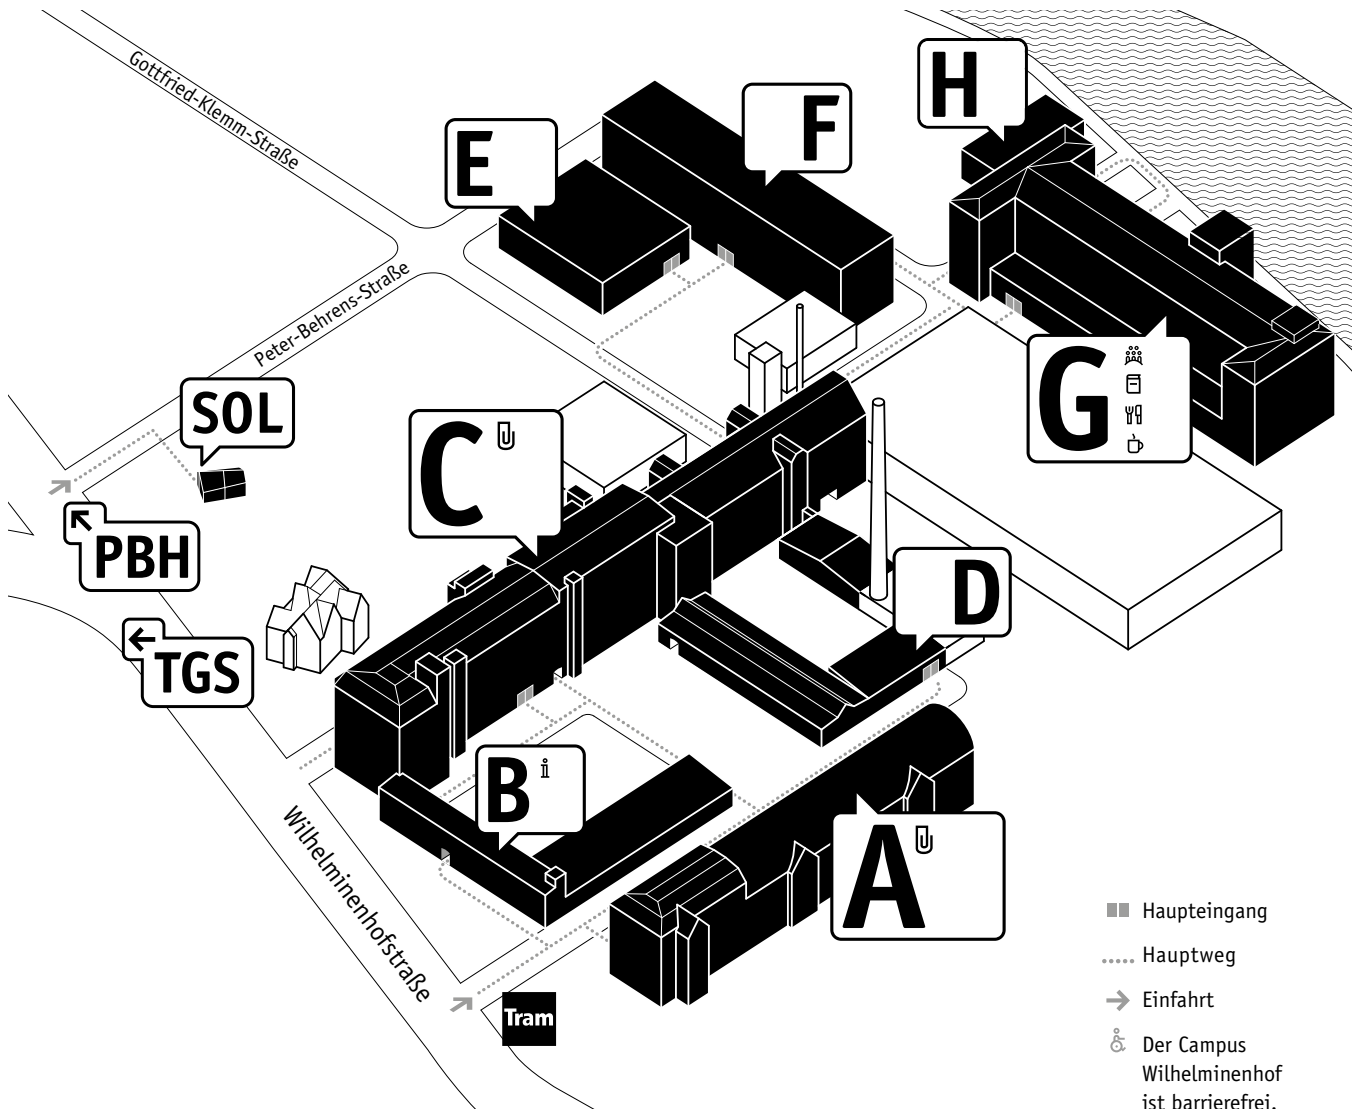 Gottfried-Klemm-Straße
H
F
E
Peter-Behrens-Straße
G
SOL
C
PBH
D
TGS
B i
Wilhelminenhofstraße
A
Tram
Haupteingang
Hauptweg
Einfahrt
Der Campus
Wilhelminenhof
ist barrierefrei.